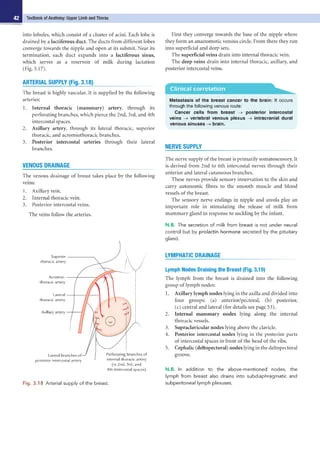 42 Textbook of Anatomy: Upper Limb and Thorax
into lobules, which consist of a cluster of acini. Each lobe is
drained by a lactiferous duct. The ducts from different lobes
converge towards the nipple and open at its summit. Near its
termination, each duct expands into a lactiferous sinus,
which serves as a reservoir of milk during lactation
(Fig. 3.17).
ARTERIAL SUPPLY (Fig. 3.18)
The breast is highly vascular. It is supplied by the following
arteries:
1. Internal thoracic (mammary) artery, through its
perforating branches, which pierce the 2nd, 3rd, and 4th
intercostal spaces.
2. Axillary artery, through its lateral thoracic, superior
thoracic, and acromiothoracic branches.
3. Posterior intercostal arteries through their lateral
branches.
VENOUS DRAINAGE
The venous drainage of breast takes place by the following
veins:
1. Axillary vein.
2. Internal thoracic vein.
3. Posterior intercostal veins.
The veins follow the arteries.
Superior
thoracic artery
Acromio-
thoracic artery
Lateral
thoracic artery
Axillary artery
Lateral branches of
posterior intercostal artery
Perforating branches of
internal thoracic artery
(in 2nd, 3rd, and
4th intercostal spaces)
Fig. 3.18 Arterial supply of the breast.
First they converge towards the base of the nipple where
they form an anastomotic venous circle. From there they run
into superficial and deep sets.
The superficial veins drain into internal thoracic vein.
The deep veins drain into internal thoracic, axillary, and
posterior intercostal veins.
Clinical correlation
Metastasis of the breast cancer to the brain: It occurs
through the following venous route:
Cancer cells from breast → posterior intercostal
veins → vertebral venous plexus → intracranial dural
venous sinuses → brain.
NERVE SUPPLY
The nerve supply of the breast is primarily somatosensory. It
is derived from 2nd to 6th intercostal nerves through their
anterior and lateral cutaneous branches.
These nerves provide sensory innervation to the skin and
carry autonomic fibres to the smooth muscle and blood
vessels of the breast.
The sensory nerve endings in nipple and areola play an
important role in stimulating the release of milk from
mammary gland in response to suckling by the infant.
N.B. The secretion of milk from breast is not under neural
control but by prolactin hormone secreted by the pituitary
gland.
LYMPHATIC DRAINAGE
Lymph Nodes Draining the Breast (Fig. 3.19)
The lymph from the breast is drained into the following
group of lymph nodes:
1. Axillary lymph nodes lying in the axilla and divided into
four groups: (a) anterior/pectoral, (b) posterior,
(c) central and lateral (for details see page 53).
2. Internal mammary nodes lying along the internal
thoracic vessels.
3. Supraclavicular nodes lying above the clavicle.
4. Posterior intercostal nodes lying in the posterior parts
of intercostal spaces in front of the head of the ribs.
5. Cephalic (deltopectoral) nodes lying in the deltopectoral
groove.
N.B. In addition to the above-mentioned nodes, the
lymph from breast also drains into subdiaphragmatic and
subperitoneal lymph plexuses.